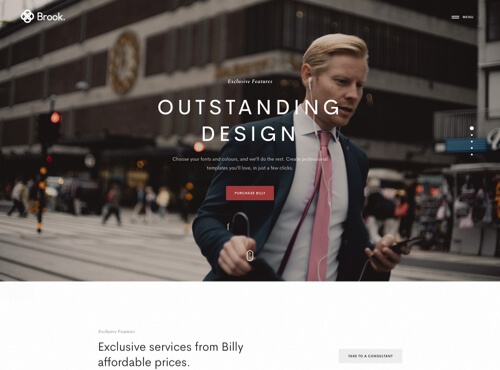 Brook.
MENU
Exclusive Features
OUTSTANDING
DESIGN
Choose your fonts and colours, and we'll do the rest. Create professional
templates you'll love, in just a few clicks.
PURCHASE BILLY
Exclusive Features
Exclusive services from Billy
affordable prices.
TAKE TO A CONSULTANT